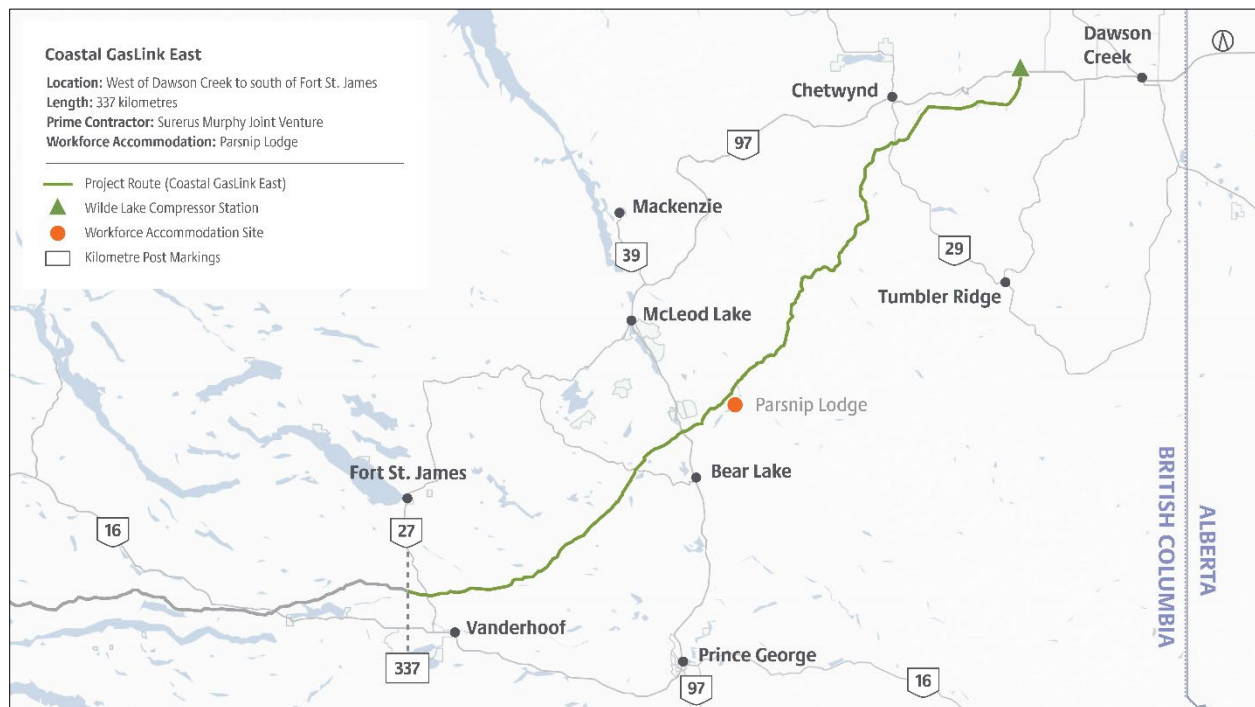 Coastal GasLink East
Location: West of Dawson Creek to south of Fort St. James
Length: 337 kilometres
Prime Contractor: Surerus Murphy Joint Venture
Workforce Accommodation: Parsnip Lodge
Project Route (Coastal GasLink East)
Wilde Lake Compressor Station
Workforce Accommodation Site
Kilometre Post Markings
Dawson
Creek
Chetwynd
97
Mackenzie
39
29
Tumbler Ridge
McLeod Lake
Parsnip Lodge
Bear Lake
Fort St. James
27
16
Vanderhoof
337
Prince George
97
16
BRITISH COLUMBIA
ALBERTA